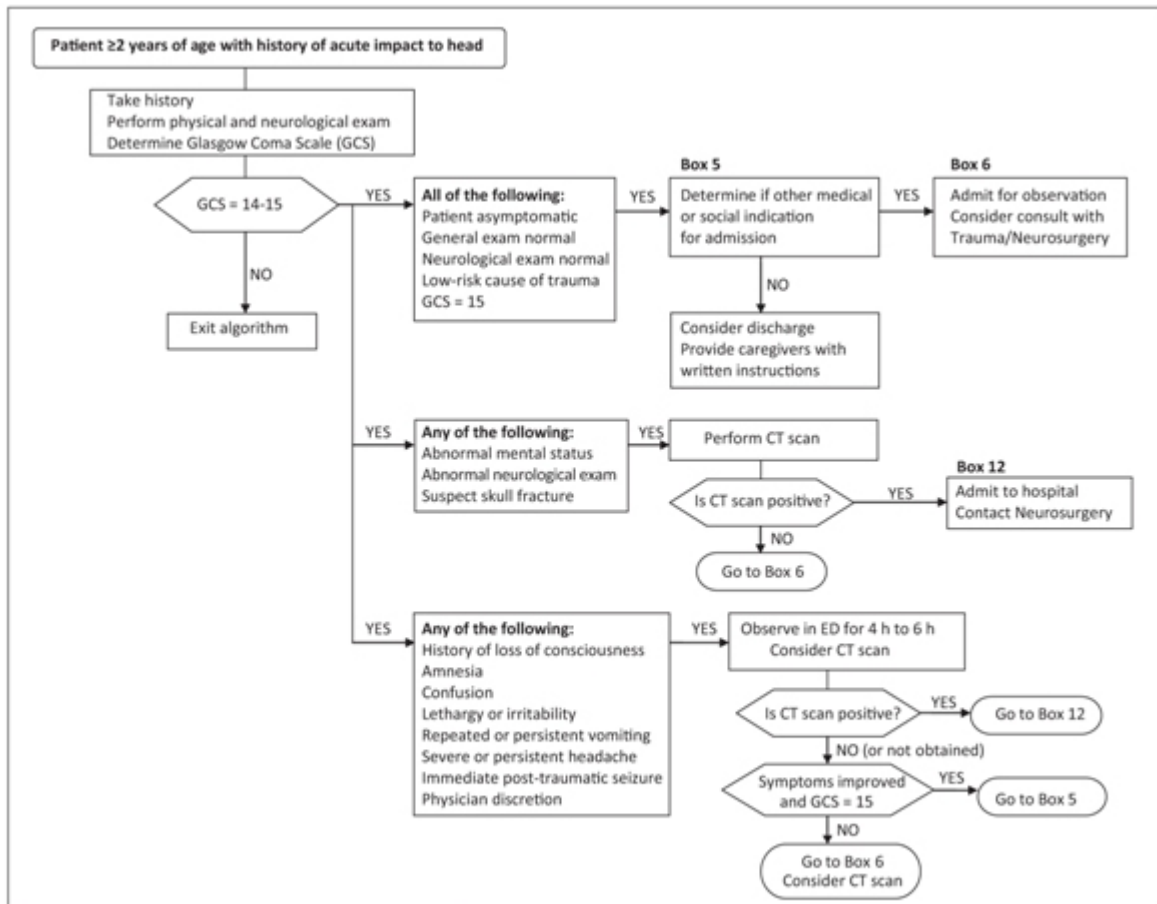 Patient ≥2 years of age with history of acute impact to head
Take history
Perform physical and neurological exam
Determine Glasgow Coma Scale (GCS)
GCS = 14-15
YES
NO
Exit algorithm
All of the following:
Patient asymptomatic
General exam normal
Neurological exam normal
Low-risk cause of trauma
GCS = 15
YES
Box 5
Determine if other medical
or social indication
for admission
YES
Box 6
Admit for observation
Consider consult with
Trauma/Neurosurgery
NO
Consider discharge
Provide caregivers with
written instructions
YES
Any of the following:
Abnormal mental status
Abnormal neurological exam
Suspect skull fracture
YES
Perform CT scan
Is CT scan positive?
YES
Box 12
Admit to hospital
Contact Neurosurgery
NO
Go to Box 6
YES
Any of the following:
History of loss of consciousness
Amnesia
Confusion
Lethargy or irritability
Repeated or persistent vomiting
Severe or persistent headache
Immediate post-traumatic seizure
Physician discretion
YES
Observe in ED for 4 h to 6 h
Consider CT scan
Is CT scan positive?
YES
Go to Box 12
NO (or not obtained)
Symptoms improved
and GCS = 15
YES
Go to Box 5
NO
Go to Box 6
Consider CT scan